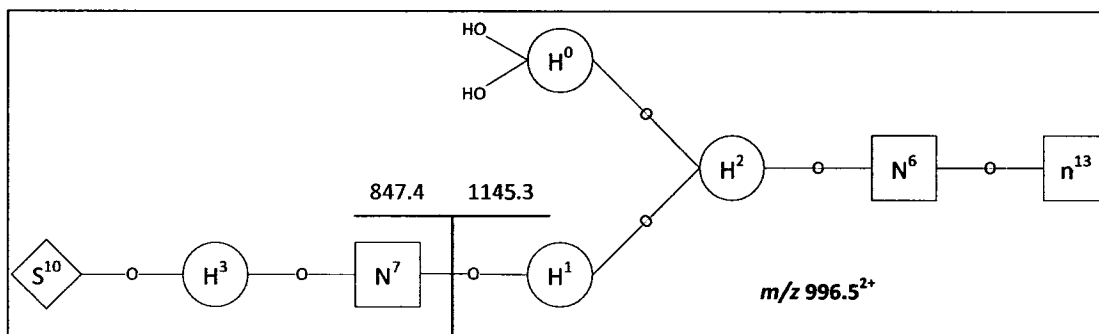 HO
H⁰
HO
H² o N⁶ o n¹³
847.4 1145.3
S¹⁰ o H³ o N⁷ o H¹
m/z 996.5²⁺